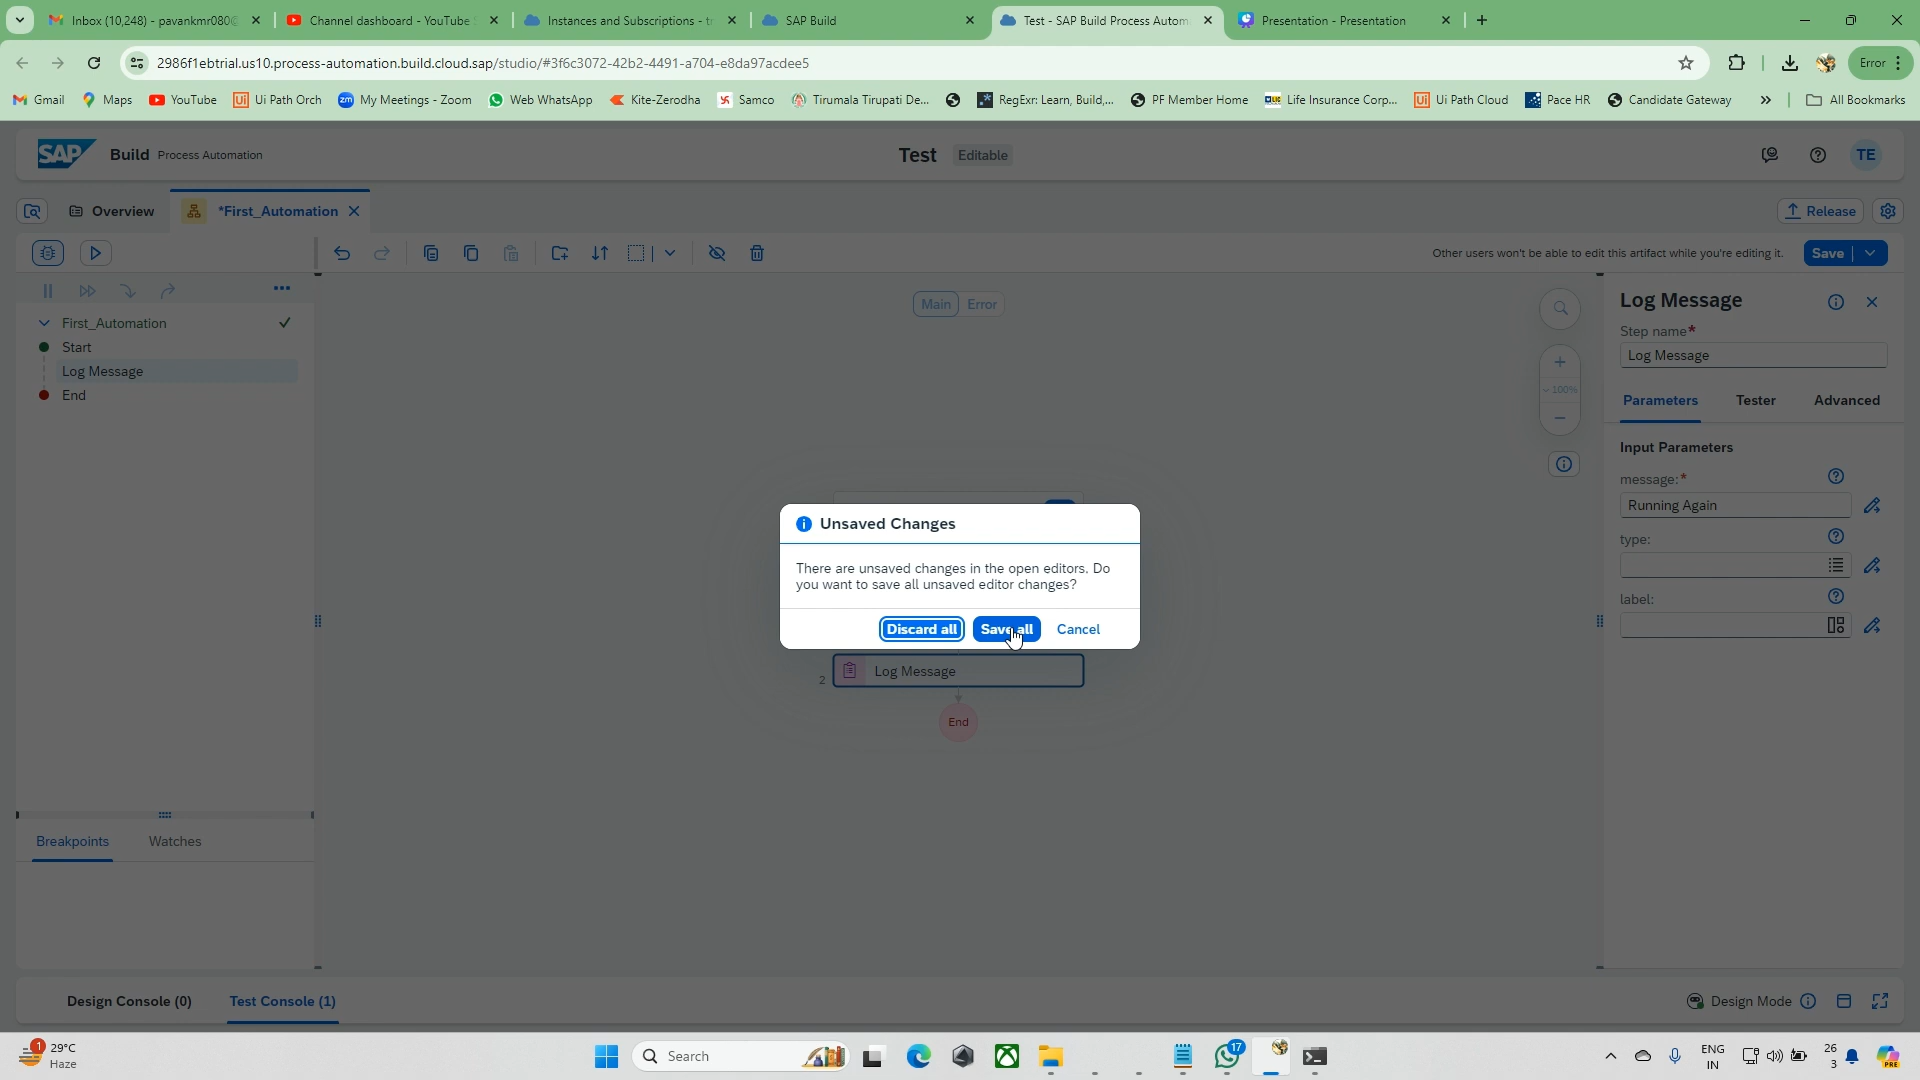 Inbox (10,248) - pavankmr080@
Channel dashboard - YouTube S
Instances and Subscriptions - tr
SAP Build
Test - SAP Build Process Autom
Presentation - Presentation
2986f1ebtrial.us10.process-automation.build.cloud.sap/studio/#3f6c3072-42b2-4491-a704-e8da97acdee5
Error
Gmail
Maps
YouTube
Ui Path Orch
My Meetings - Zoom
Web WhatsApp
Kite-Zerodha
Samco
Tirumala Tirupati De...
RegExr: Learn, Build,...
PF Member Home
Life Insurance Corp...
Ui Path Cloud
Pace HR
Candidate Gateway
All Bookmarks
SAP Build Process Automation
Test Editable
TE
Overview
*First_Automation
Release
Other users won't be able to edit this artifact while you're editing it.
Save
First_Automation
Start
Log Message
End
Main Error
100%
Log Message
Step name*
Log Message
Parameters Tester Advanced
Input Parameters
message:*
Running Again
type:
label:
Unsaved Changes
There are unsaved changes in the open editors. Do
you want to save all unsaved editor changes?
Discard all Save all Cancel
2 Log Message
End
Breakpoints Watches
Design Console (0) Test Console (1)
Design Mode
1
29°C
Haze
Search
17
ENG
IN
26
3
PRE